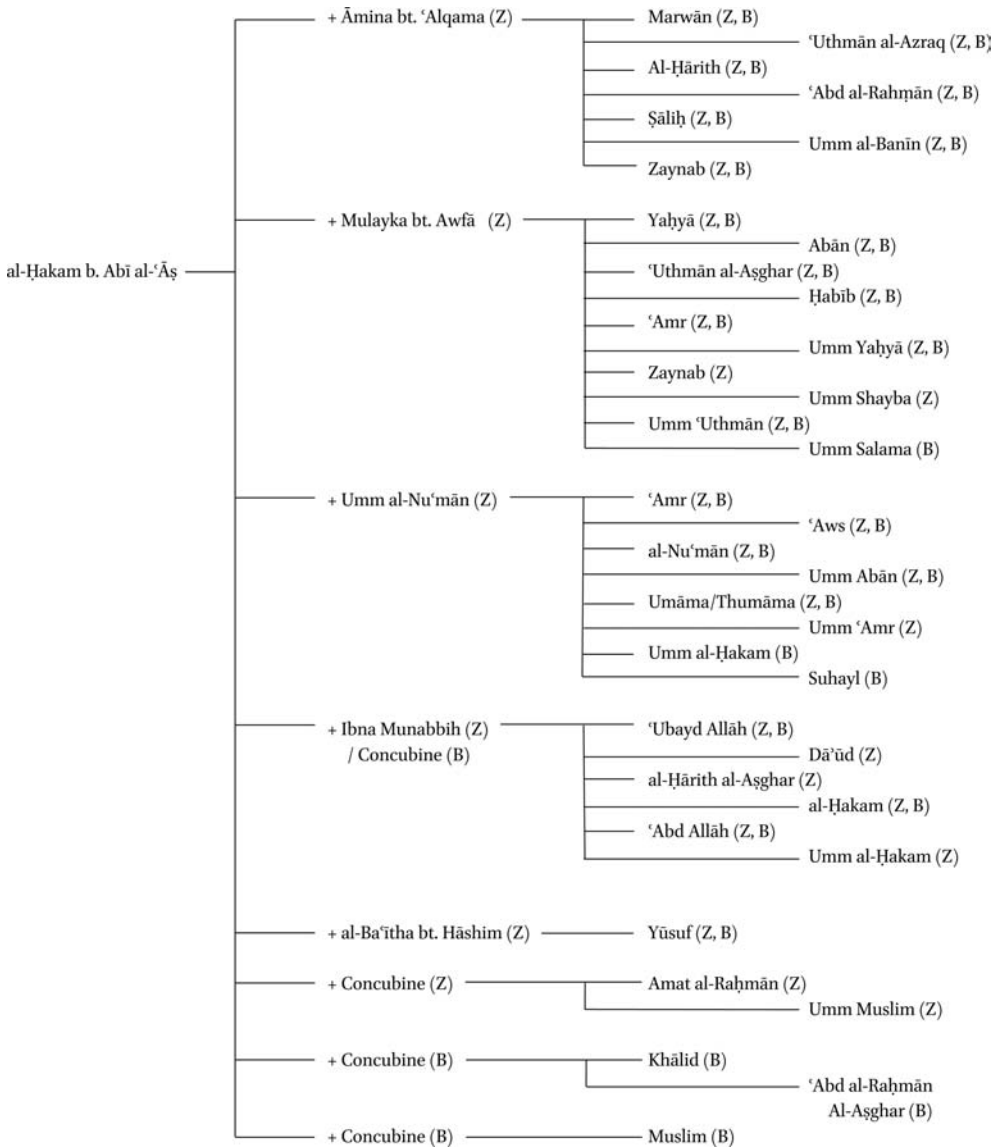 + Āmina bt. ʿAlqama (Z)
Marwān (Z, B)
ʿUthmān al-Azraq (Z, B)
Al-Ḥārith (Z, B)
ʿAbd al-Raḥmān (Z, B)
Ṣāliḥ (Z, B)
Umm al-Banīn (Z, B)
Zaynab (Z, B)
+ Mulayka bt. Awfā (Z)
Yaḥyā (Z, B)
Abān (Z, B)
al-Ḥakam b. Abī al-ʿĀṣ
ʿUthmān al-Aṣghar (Z, B)
Ḥabīb (Z, B)
ʿAmr (Z, B)
Umm Yaḥyā (Z, B)
Zaynab (Z)
Umm Shayba (Z)
Umm ʿUthmān (Z, B)
Umm Salama (B)
+ Umm al-Nuʿmān (Z)
ʿAmr (Z, B)
ʿAws (Z, B)
al-Nuʿmān (Z, B)
Umm Abān (Z, B)
Umāma/Thumāma (Z, B)
Umm ʿAmr (Z)
Umm al-Ḥakam (B)
Suhayl (B)
+ Ibna Munabbih (Z)
/ Concubine (B)
ʿUbayd Allāh (Z, B)
Dāʾūd (Z)
al-Ḥārith al-Aṣghar (Z)
al-Ḥakam (Z, B)
ʿAbd Allāh (Z, B)
Umm al-Ḥakam (Z)
+ al-Baʿītha bt. Hāshim (Z)
Yūsuf (Z, B)
+ Concubine (Z)
Amat al-Raḥmān (Z)
Umm Muslim (Z)
+ Concubine (B)
Khālid (B)
ʿAbd al-Raḥmān
Al-Aṣghar (B)
+ Concubine (B)
Muslim (B)